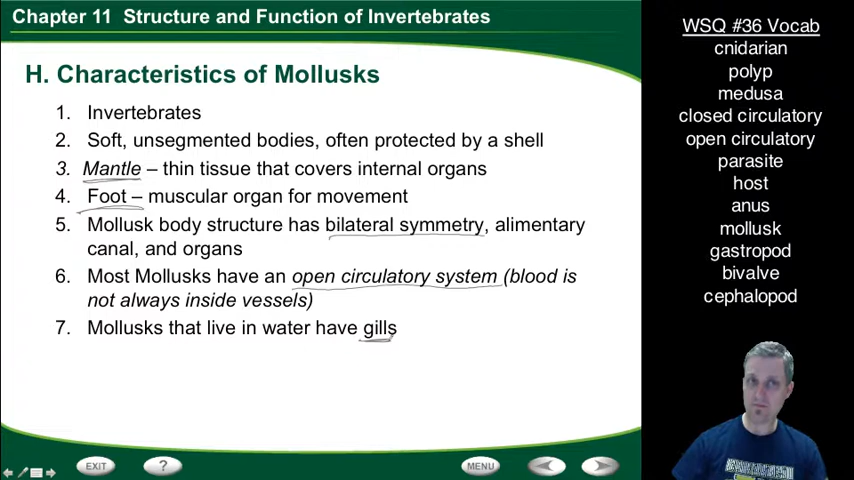 Chapter 11 Structure and Function of Invertebrates
H. Characteristics of Mollusks
1. Invertebrates
2. Soft, unsegmented bodies, often protected by a shell
3. Mantle – thin tissue that covers internal organs
4. Foot – muscular organ for movement
5. Mollusk body structure has bilateral symmetry, alimentary
canal, and organs
6. Most Mollusks have an open circulatory system (blood is
not always inside vessels)
7. Mollusks that live in water have gills
EXIT
?
MENU
WSQ #36 Vocab
cnidarian
polyp
medusa
closed circulatory
open circulatory
parasite
host
anus
mollusk
gastropod
bivalve
cephalopod